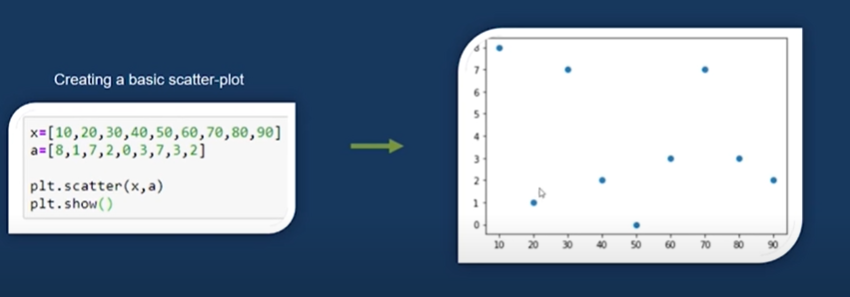 Creating a basic scatter-plot
x=[10,20,30,40,50,60,70,80,90]
a=[8,1,7,2,0,3,7,3,2]
plt.scatter(x,a)
plt.show()
8
7
6
5
4
3
2
1
0
10 20 30 40 50 60 70 80 90